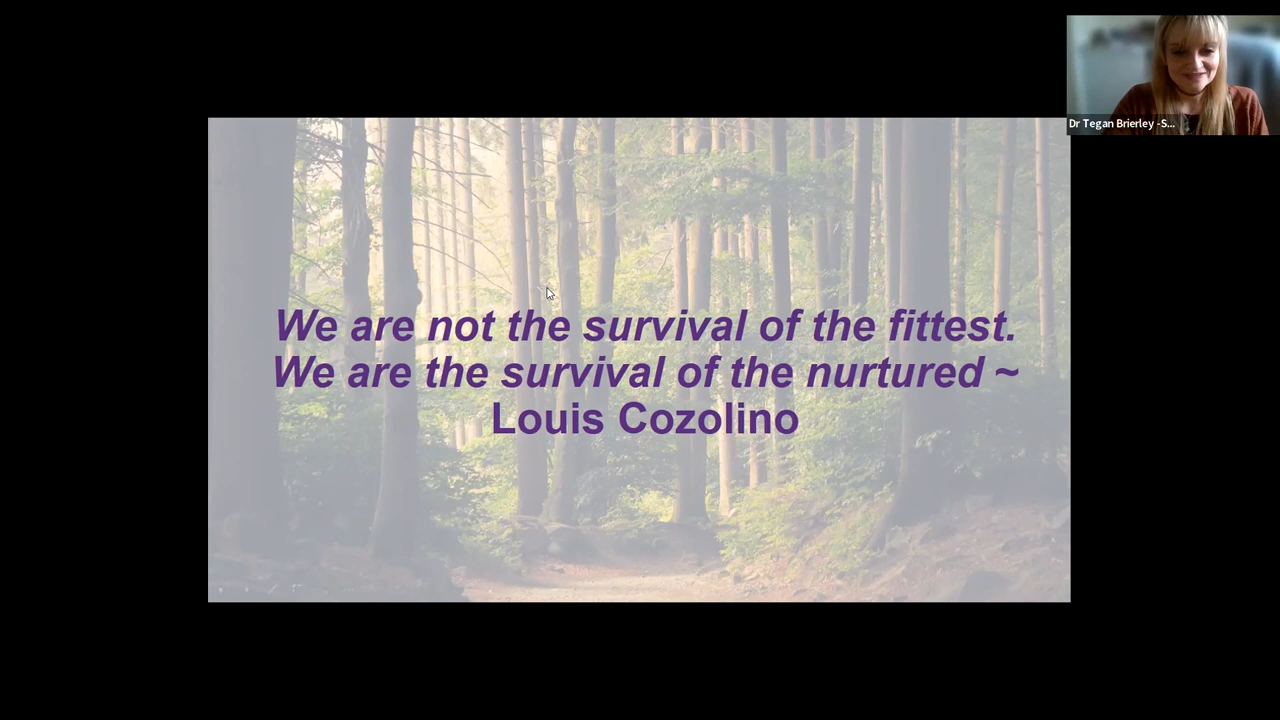 Dr Tegan Brierley -S...
We are not the survival of the fittest.
We are the survival of the nurtured ~
Louis Cozolino